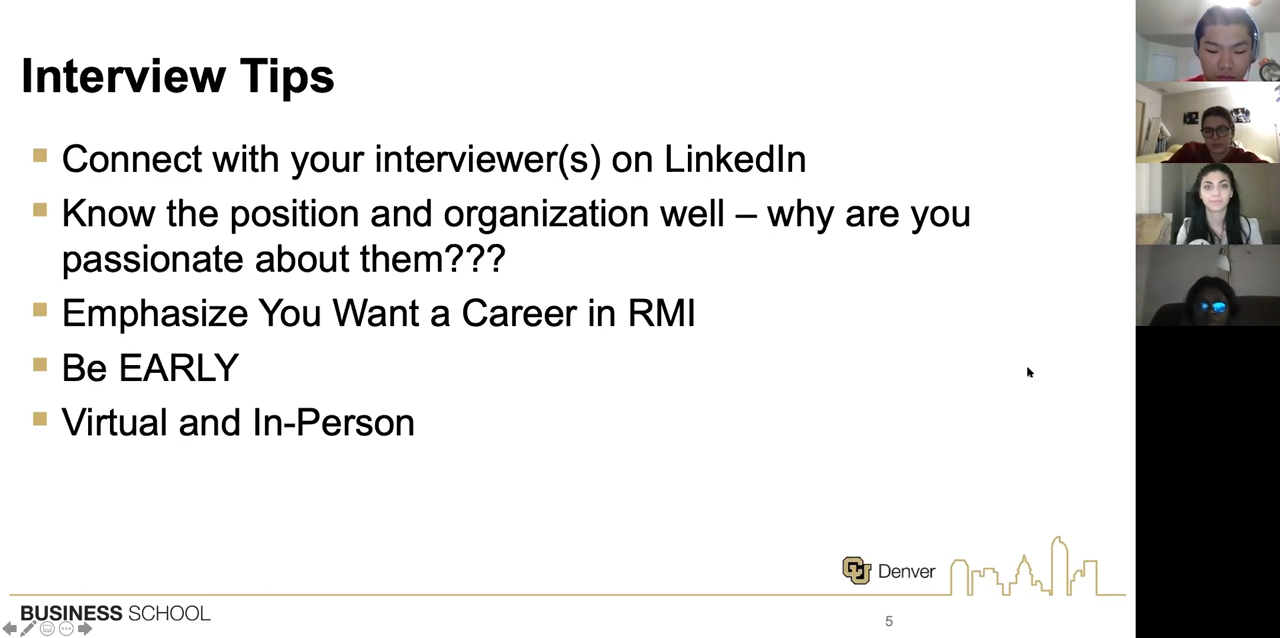 Interview Tips
Connect with your interviewer(s) on LinkedIn
Know the position and organization well – why are you
passionate about them???
Emphasize You Want a Career in RMI
Be EARLY
Virtual and In-Person
CU Denver
BUSINESS SCHOOL
5